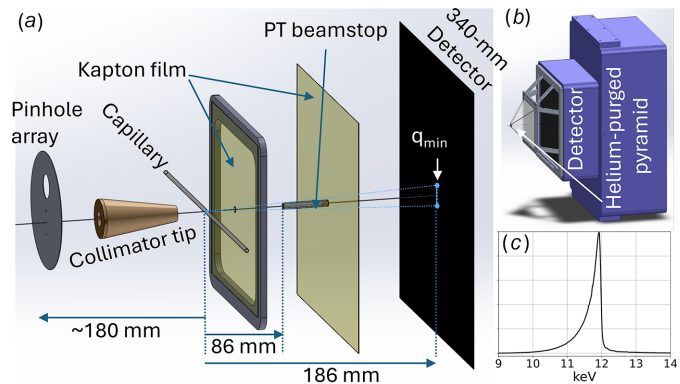 (a)
PT beamstop
340-mm
Detector
Kapton film
Pinhole
array
Capillary
qmin
Collimator tip
~180 mm
86 mm
186 mm
(b)
Detector
Helium-purged
pyramid
(c)
9 10 11 12 13 14
keV